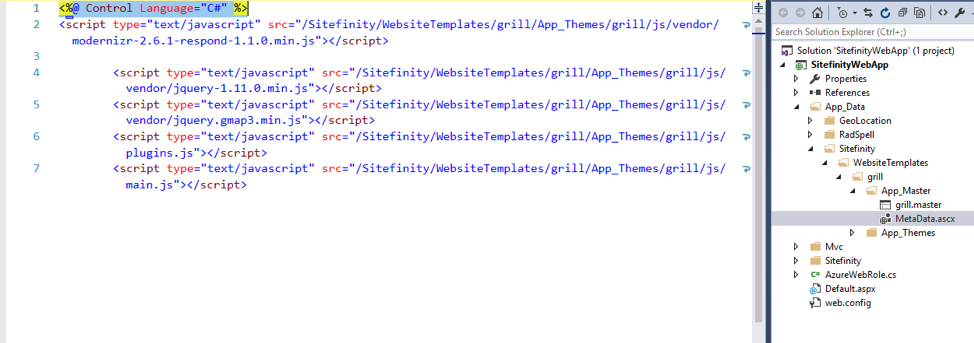 1 <%@ Control Language="C#" %>
2 <script type="text/javascript" src="/Sitefinity/WebsiteTemplates/grill/App_Themes/grill/js/vendor/
modernizr-2.6.1-respond-1.1.0.min.js"></script>
3
4 <script type="text/javascript" src="/Sitefinity/WebsiteTemplates/grill/App_Themes/grill/js/
vendor/jquery-1.11.0.min.js"></script>
5 <script type="text/javascript" src="/Sitefinity/WebsiteTemplates/grill/App_Themes/grill/js/
vendor/jquery.gmap3.min.js"></script>
6 <script type="text/javascript" src="/Sitefinity/WebsiteTemplates/grill/App_Themes/grill/js/
plugins.js"></script>
7 <script type="text/javascript" src="/Sitefinity/WebsiteTemplates/grill/App_Themes/grill/js/
main.js"></script>
Search Solution Explorer (Ctrl+;)
Solution 'SitefinityWebApp' (1 project)
SitefinityWebApp
Properties
References
App_Data
GeoLocation
RadSpell
Sitefinity
WebsiteTemplates
grill
App_Master
grill.master
MetaData.ascx
App_Themes
Mvc
Sitefinity
C# AzureWebRole.cs
Default.aspx
web.config